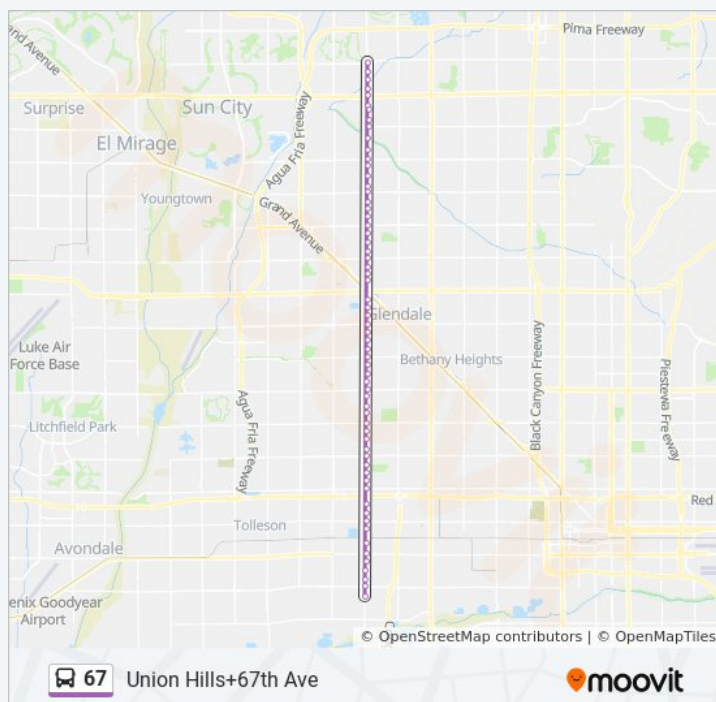 and Avenue
Pima Freeway
Surprise
Sun City
Agua Fria Freeway
El Mirage
Youngtown
Grand Avenue
Glendale
Luke Air
Force Base
Bethany Heights
Black Canyon Freeway
Piestewa Freeway
Agua Fria Freeway
Litchfield Park
Tolleson
Red
Avondale
enix Goodyear
Airport
© OpenStreetMap contributors | © OpenMapTiles
67 Union Hills+67th Ave
moovit